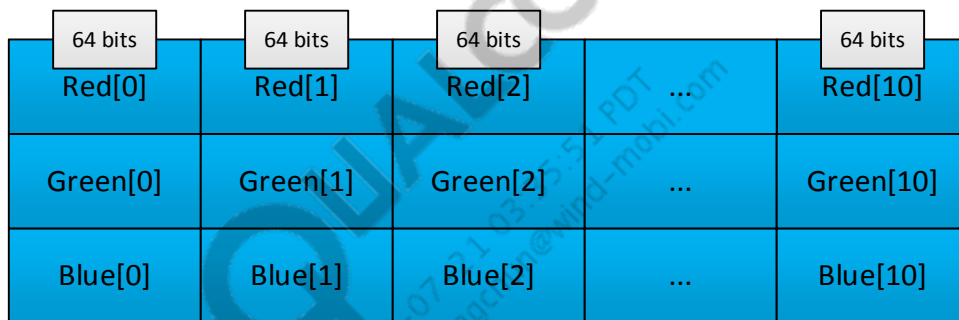 64 bits 64 bits 64 bits 64 bits
Red[0] Red[1] Red[2] ... Red[10]
Green[0] Green[1] Green[2] ... Green[10]
Blue[0] Blue[1] Blue[2] ... Blue[10]